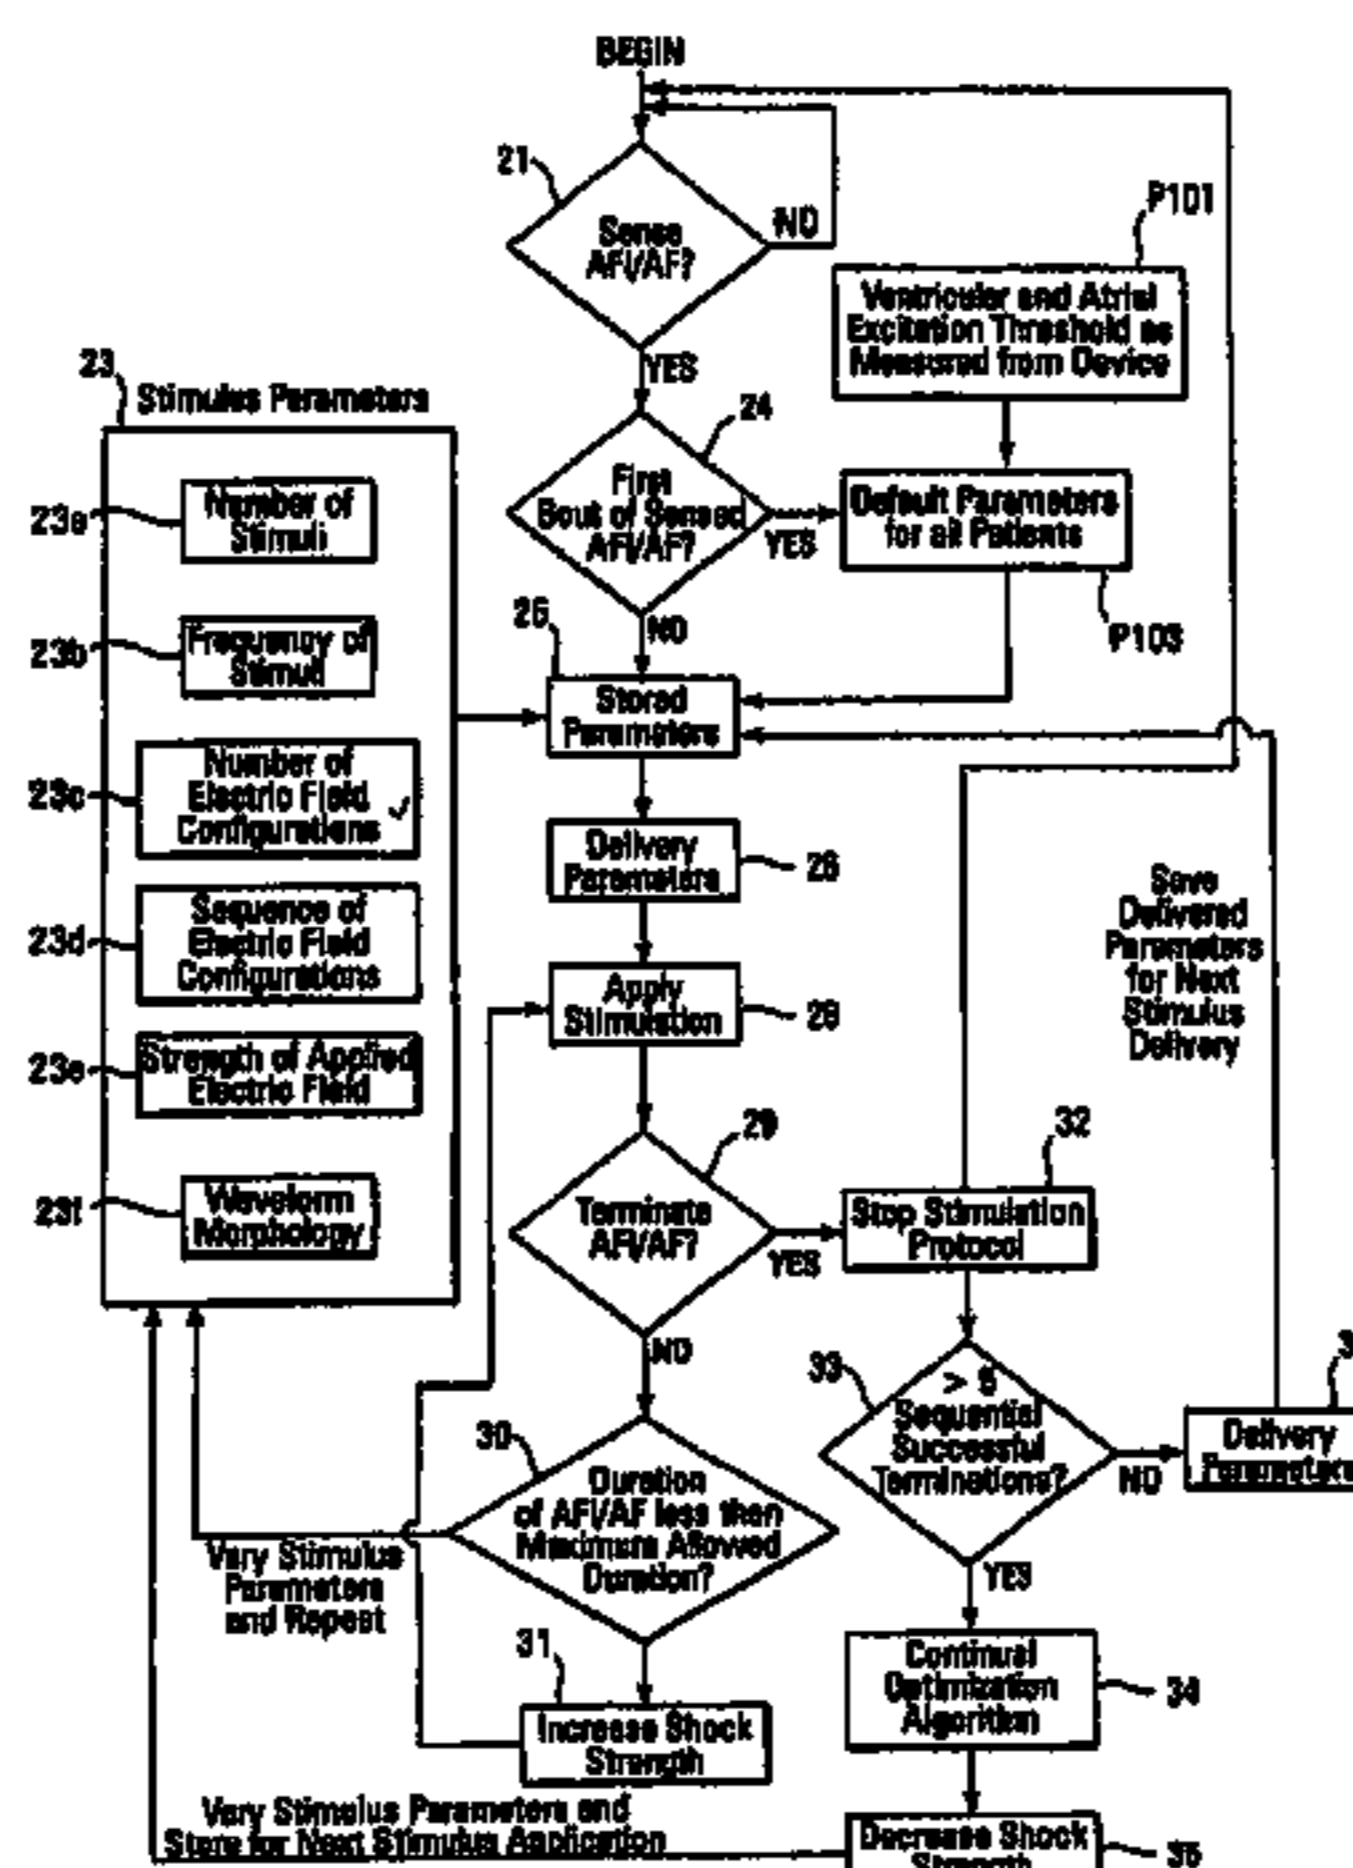 BEGIN
21
Sense
AFl/AF?
NO
YES
P101
Ventricular and Atrial
Excitation Threshold as
Measured from Device
23
Stimulus Parameters
24
First
Bout of Sensed
AFl/AF?
YES
NO
Default Parameters
for all Patients
P103
23a
Number of
Stimuli
23b
Frequency of
Stimuli
23c
Number of
Electric Field
Configurations
23d
Sequence of
Electric Field
Configurations
23e
Strength of Applied
Electric Field
23f
Waveform
Morphology
25
Stored
Parameters
Delivery
Parameters
26
Apply
Stimulation
28
Save
Delivered
Parameters
for Next
Stimulus
Delivery
29
Terminate
AFl/AF?
YES
NO
32
Stop Stimulation
Protocol
33
Sequential
Successful
Terminations?
NO
YES
Delivery
Parameters
30
Duration
of AFl/AF less than
Maximum Allowed
Duration?
Vary Stimulus
Parameters
and Repeat
31
Increase Shock
Strength
Continual
Optimization
Algorithm
34
Vary Stimulus Parameters and
Store for Next Stimulus Application
Decrease Shock
Strength
35